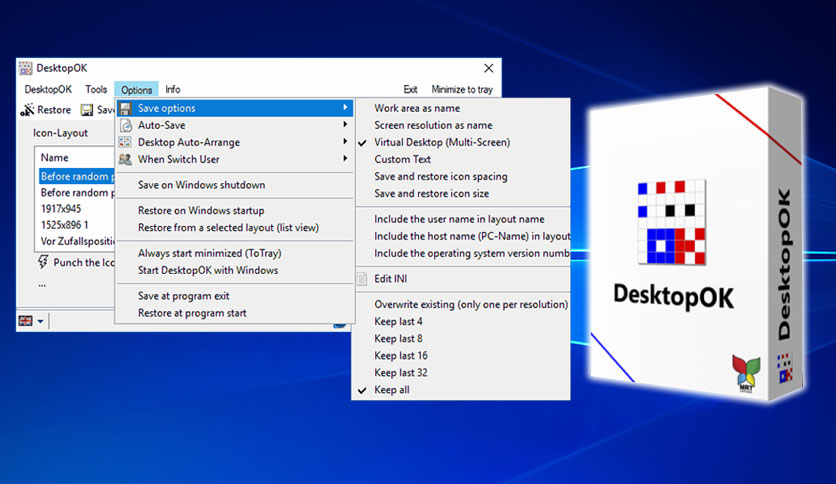 DesktopOK
DesktopOK Tools Options Info Exit Minimize to tray
Restore Save
Icon-Layout
Name
Before random p
Before random p
1917x945
1525x896 1
Vor Zufallspositio
Punch the Ico
...
Save options
Auto-Save
Desktop Auto-Arrange
When Switch User
Save on Windows shutdown
Restore on Windows startup
Restore from a selected layout (list view)
Always start minimized (ToTray)
Start DesktopOK with Windows
Save at program exit
Restore at program start
Work area as name
Screen resolution as name
Virtual Desktop (Multi-Screen)
Custom Text
Save and restore icon spacing
Save and restore icon size
Include the user name in layout name
Include the host name (PC-Name) in layout
Include the operating system version numb
Edit INI
Overwrite existing (only one per resolution)
Keep last 4
Keep last 8
Keep last 16
Keep last 32
Keep all
DesktopOK
DesktopOK
MRT